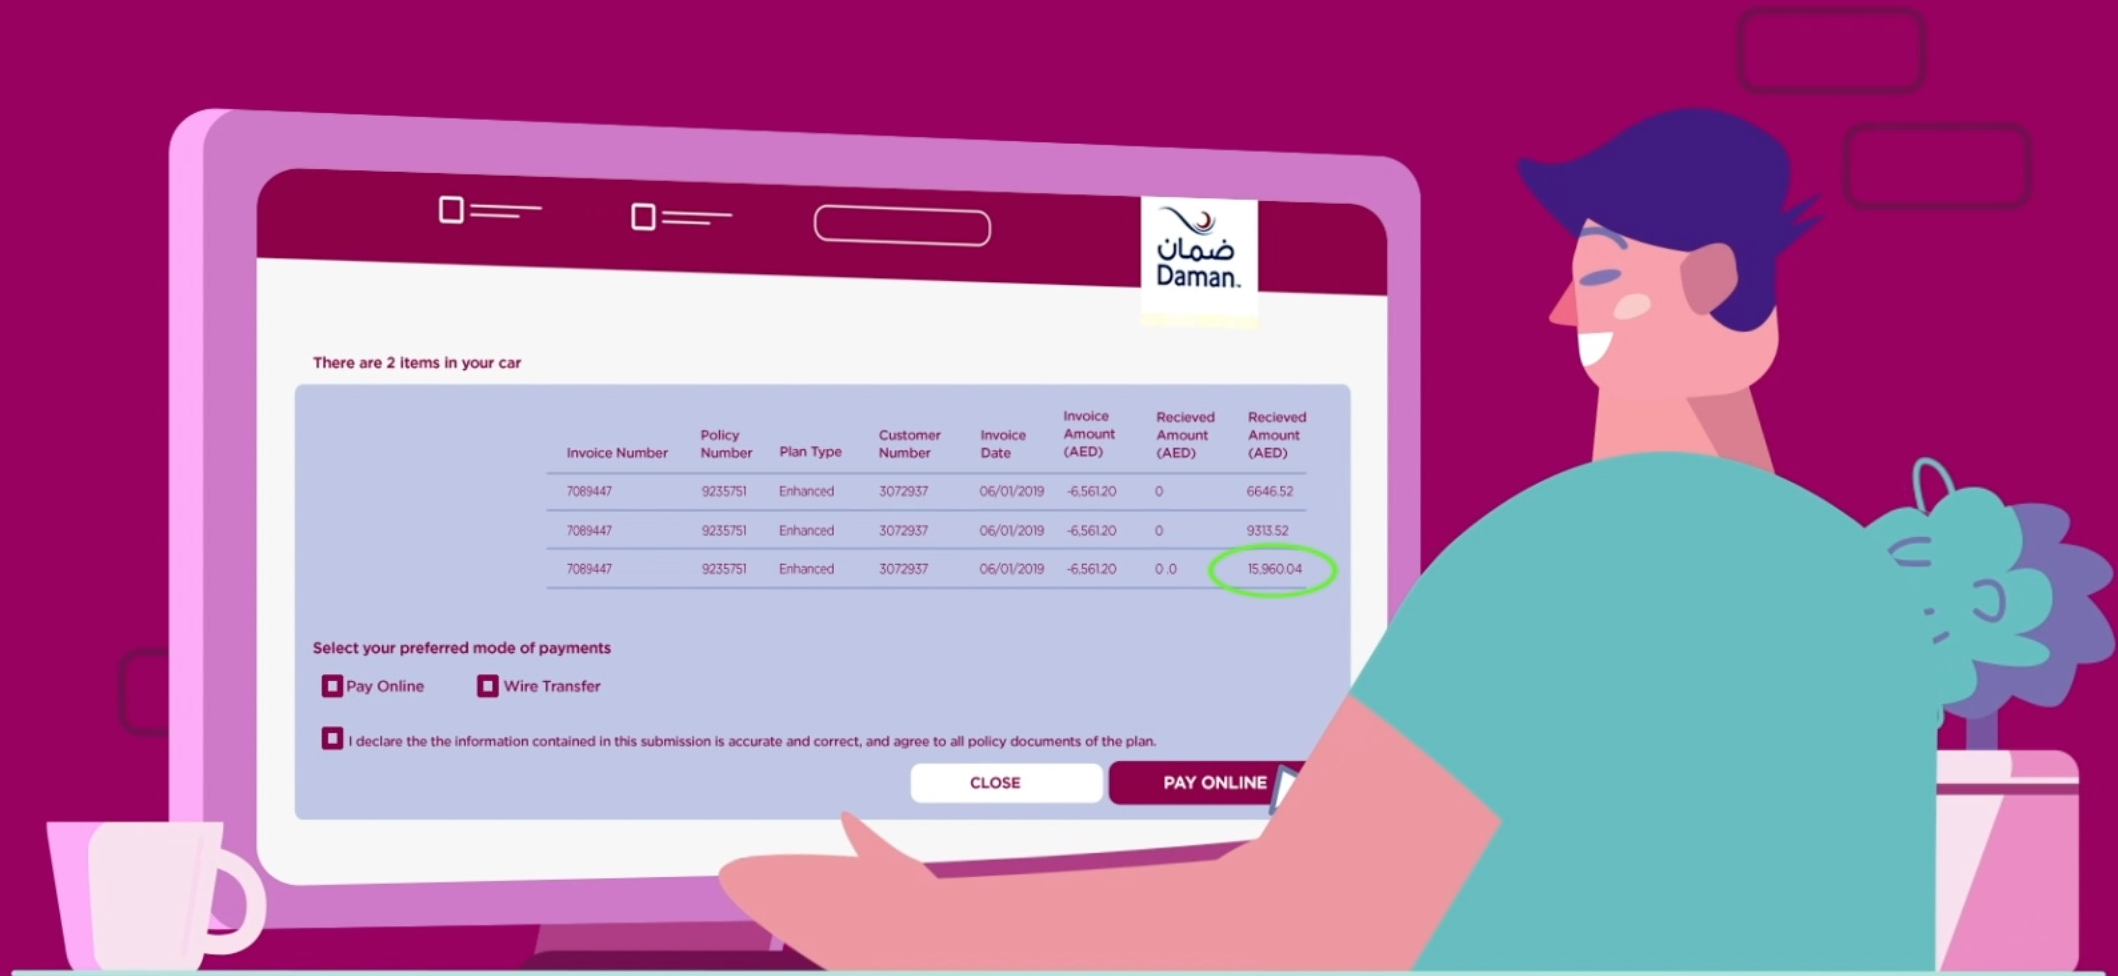 ضمان
Daman
There are 2 items in your car
Invoice Number Policy Number Plan Type Customer Number Invoice Date Invoice Amount (AED) Recieved Amount (AED) Recieved Amount (AED)
7089447 9235751 Enhanced 3072937 06/01/2019 -6,561.20 0 6646.52
7089447 9235751 Enhanced 3072937 06/01/2019 -6,561.20 0 9313.52
7089447 9235751 Enhanced 3072937 06/01/2019 -6,561.20 0 .0 15,960.04
Select your preferred mode of payments
Pay Online Wire Transfer
I declare the the information contained in this submission is accurate and correct, and agree to all policy documents of the plan.
CLOSE PAY ONLINE